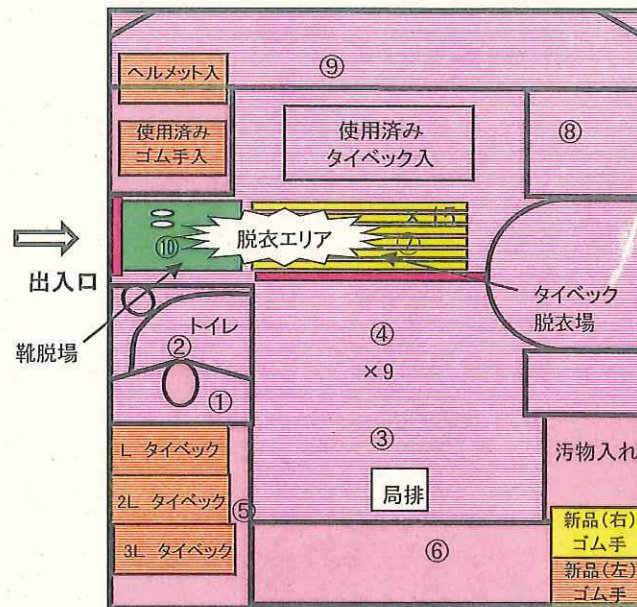 ⑨
ヘルメット入
使用済み
ゴム手入
使用済み
タイベック入
⑧
×15
⑦
脱衣エリア
⑩
出入口
靴脱場
タイベック
脱衣場
トイレ
②
①
④
×9
③
局排
L タイベック
2L タイベック
3L タイベック
⑤
⑥
汚物入れ
新品(右)
ゴム手
新品(左)
ゴム手